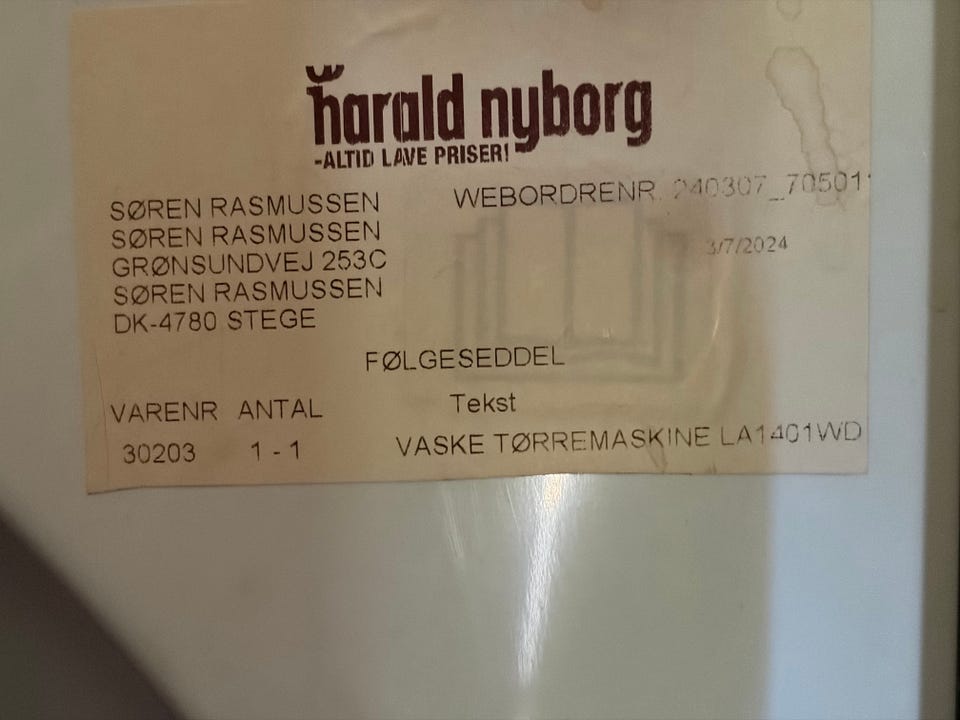 harald nyborg
-ALTID LAVE PRISER!
SØREN RASMUSSEN
SØREN RASMUSSEN
GRØNSUNDVEJ 253C
SØREN RASMUSSEN
DK-4780 STEGE
WEBORDRENR.
3/7/2024
FØLGESEDDEL
VARENR ANTAL Tekst
30203 1 - 1 VASKE TØRREMASKINE LA1401WD